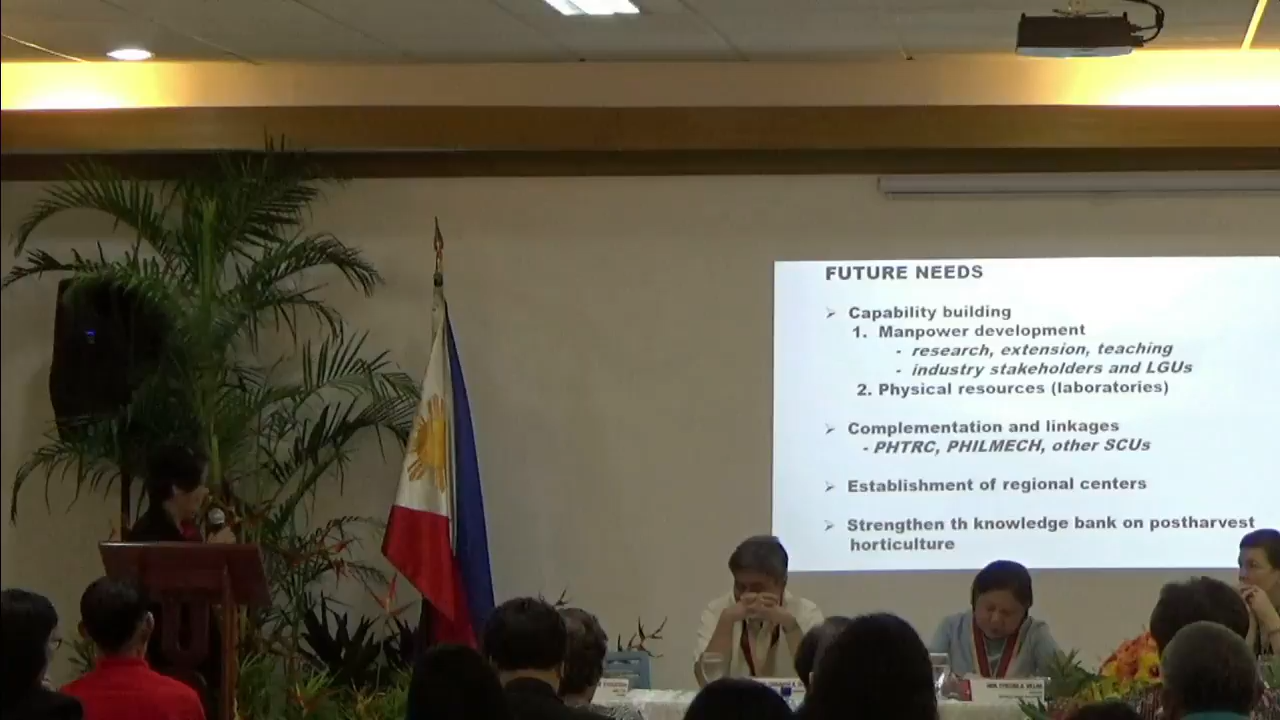 FUTURE NEEDS
➢ Capability building
1. Manpower development
- research, extension, teaching
- industry stakeholders and LGUs
2. Physical resources (laboratories)
➢ Complementation and linkages
- PHTRC, PHILMECH, other SCUs
➢ Establishment of regional centers
➢ Strengthen th knowledge bank on postharvest
horticulture